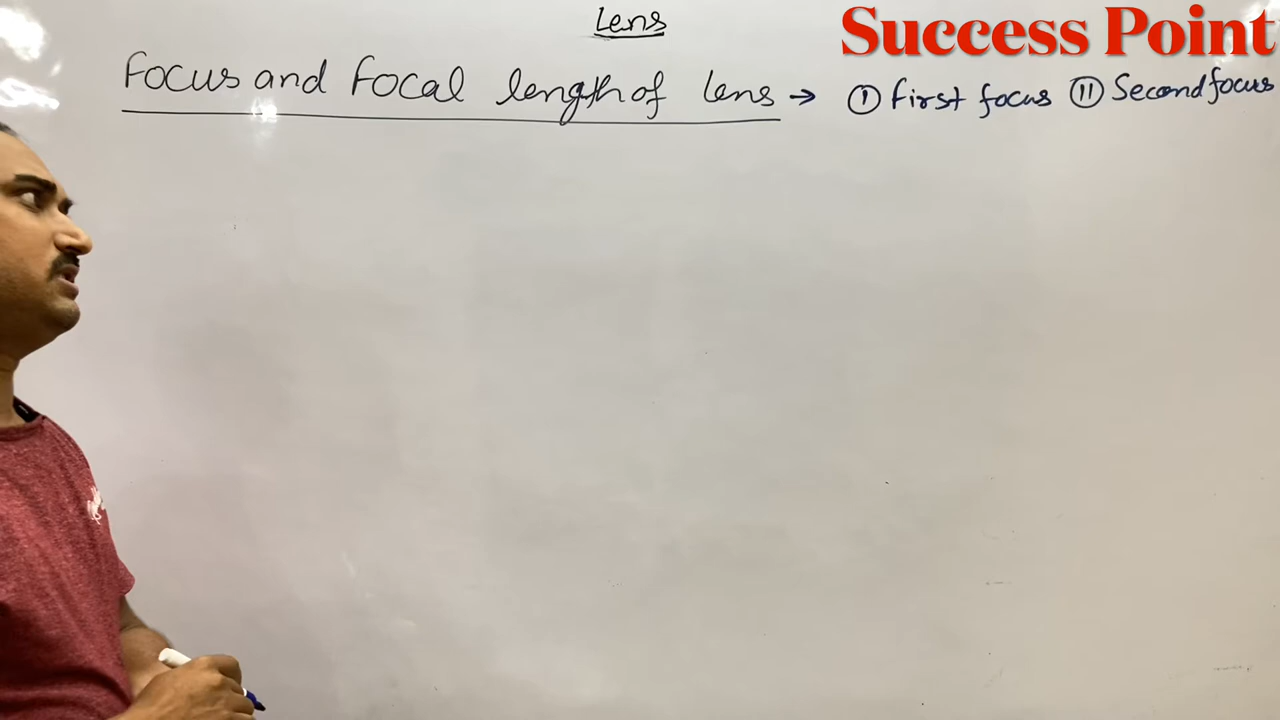 Lens
Success Point
Focus and Focal length of lens → Ⓘ First focus Ⓘⓘ Second focus